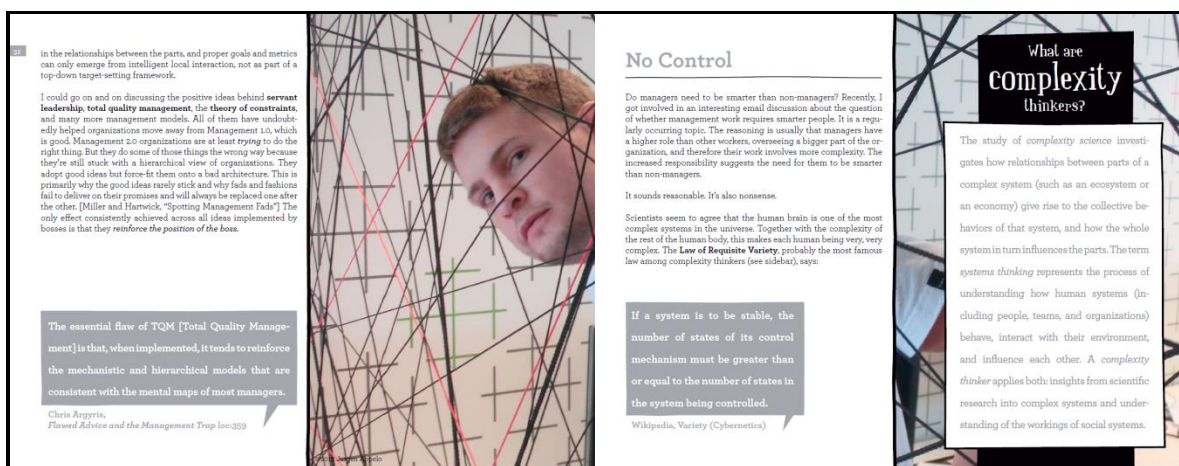 32
in the relationships between the parts, and proper goals and metrics
can only emerge from intelligent local interaction, not as part of a
top-down target-setting framework.
I could go on and on discussing the positive ideas behind servant
leadership, total quality management, the theory of constraints,
and many more management models. All of them have undoubt-
edly helped organizations move away from Management 1.0, which
is good. Management 2.0 organizations are at least trying to do the
right thing. But they do some of those things the wrong way because
they're still stuck with a hierarchical view of organizations. They
adopt good ideas but force-fit them onto a bad architecture. This is
primarily why the good ideas rarely stick and why fads and fashions
fail to deliver on their promises and will always be replaced one after
the other. [Miller and Hartwick, "Spotting Management Fads"] The
only effect consistently achieved across all ideas implemented by
bosses is that they reinforce the position of the boss.
The essential flaw of TQM [Total Quality Manage-
ment] is that, when implemented, it tends to reinforce
the mechanistic and hierarchical models that are
consistent with the mental maps of most managers.
Chris Argyris,
Flawed Advice and the Management Trap loc:359
No Control
Do managers need to be smarter than non-managers? Recently, I
got involved in an interesting email discussion about the question
of whether management work requires smarter people. It is a regu-
larly occurring topic. The reasoning is usually that managers have
a higher role than other workers, overseeing a bigger part of the or-
ganization, and therefore their work involves more complexity. The
increased responsibility suggests the need for them to be smarter
than non-managers.
It sounds reasonable. It's also nonsense.
Scientists seem to agree that the human brain is one of the most
complex systems in the universe. Together with the complexity of
the rest of the human body, this makes each human being very, very
complex. The Law of Requisite Variety, probably the most famous
law among complexity thinkers (see sidebar), says:
If a system is to be stable, the
number of states of its control
mechanism must be greater than
or equal to the number of states in
the system being controlled.
Wikipedia, Variety (Cybernetics)
What are
complexity
thinkers?
The study of complexity science investi-
gates how relationships between parts of a
complex system (such as an ecosystem or
an economy) give rise to the collective be-
haviors of that system, and how the whole
system in turn influences the parts. The term
systems thinking represents the process of
understanding how human systems (in-
cluding people, teams, and organizations)
behave, interact with their environment,
and influence each other. A complexity
thinker applies both: insights from scientific
research into complex systems and under-
standing of the workings of social systems.